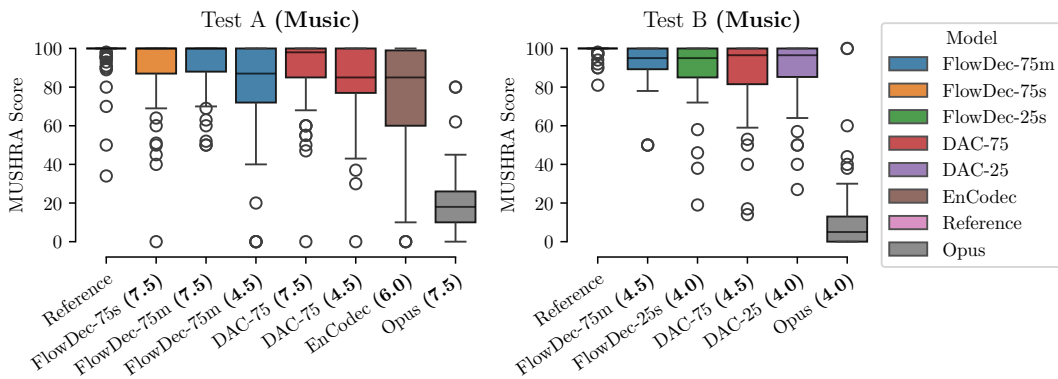 Test A (Music)
MUSHRA Score
100
80
60
40
20
0
Reference
FlowDec-75s (7.5)
FlowDec-75m (7.5)
FlowDec-75m (4.5)
DAC-75 (7.5)
DAC-75 (4.5)
EnCodec (6.0)
Opus (7.5)
Test B (Music)
MUSHRA Score
100
80
60
40
20
0
Reference
FlowDec-75m (4.5)
FlowDec-25s (4.0)
DAC-75 (4.5)
DAC-25 (4.0)
Opus (4.0)
Model
FlowDec-75m
FlowDec-75s
FlowDec-25s
DAC-75
DAC-25
EnCodec
Reference
Opus